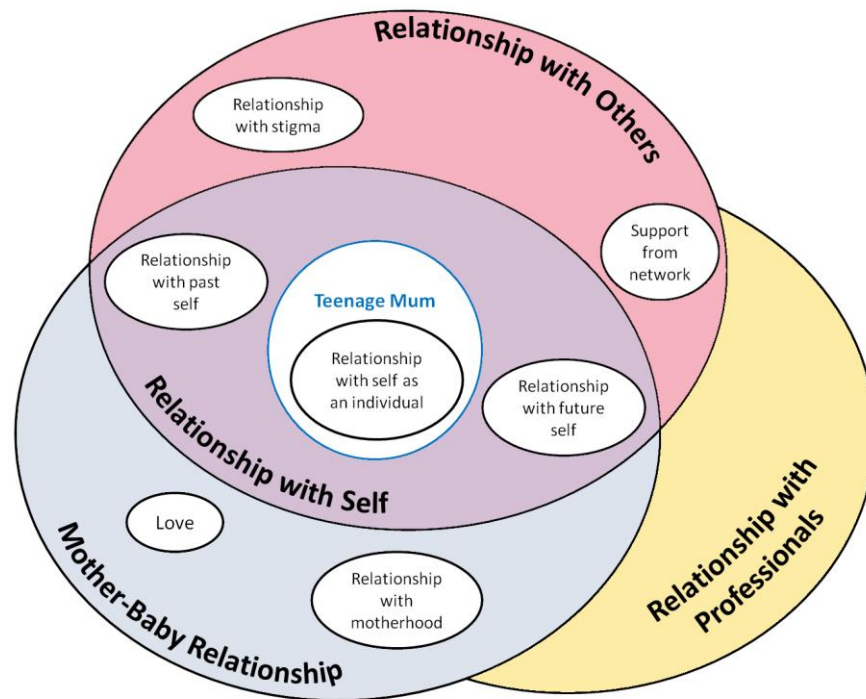 Relationship with Others
Relationship
with stigma
Support
from
network
Relationship
with past
self
Teenage Mum
Relationship
with self as
an individual
Relationship
with future
self
Relationship with Self
Love
Relationship
with
motherhood
Mother-Baby Relationship
Relationship with
Professionals